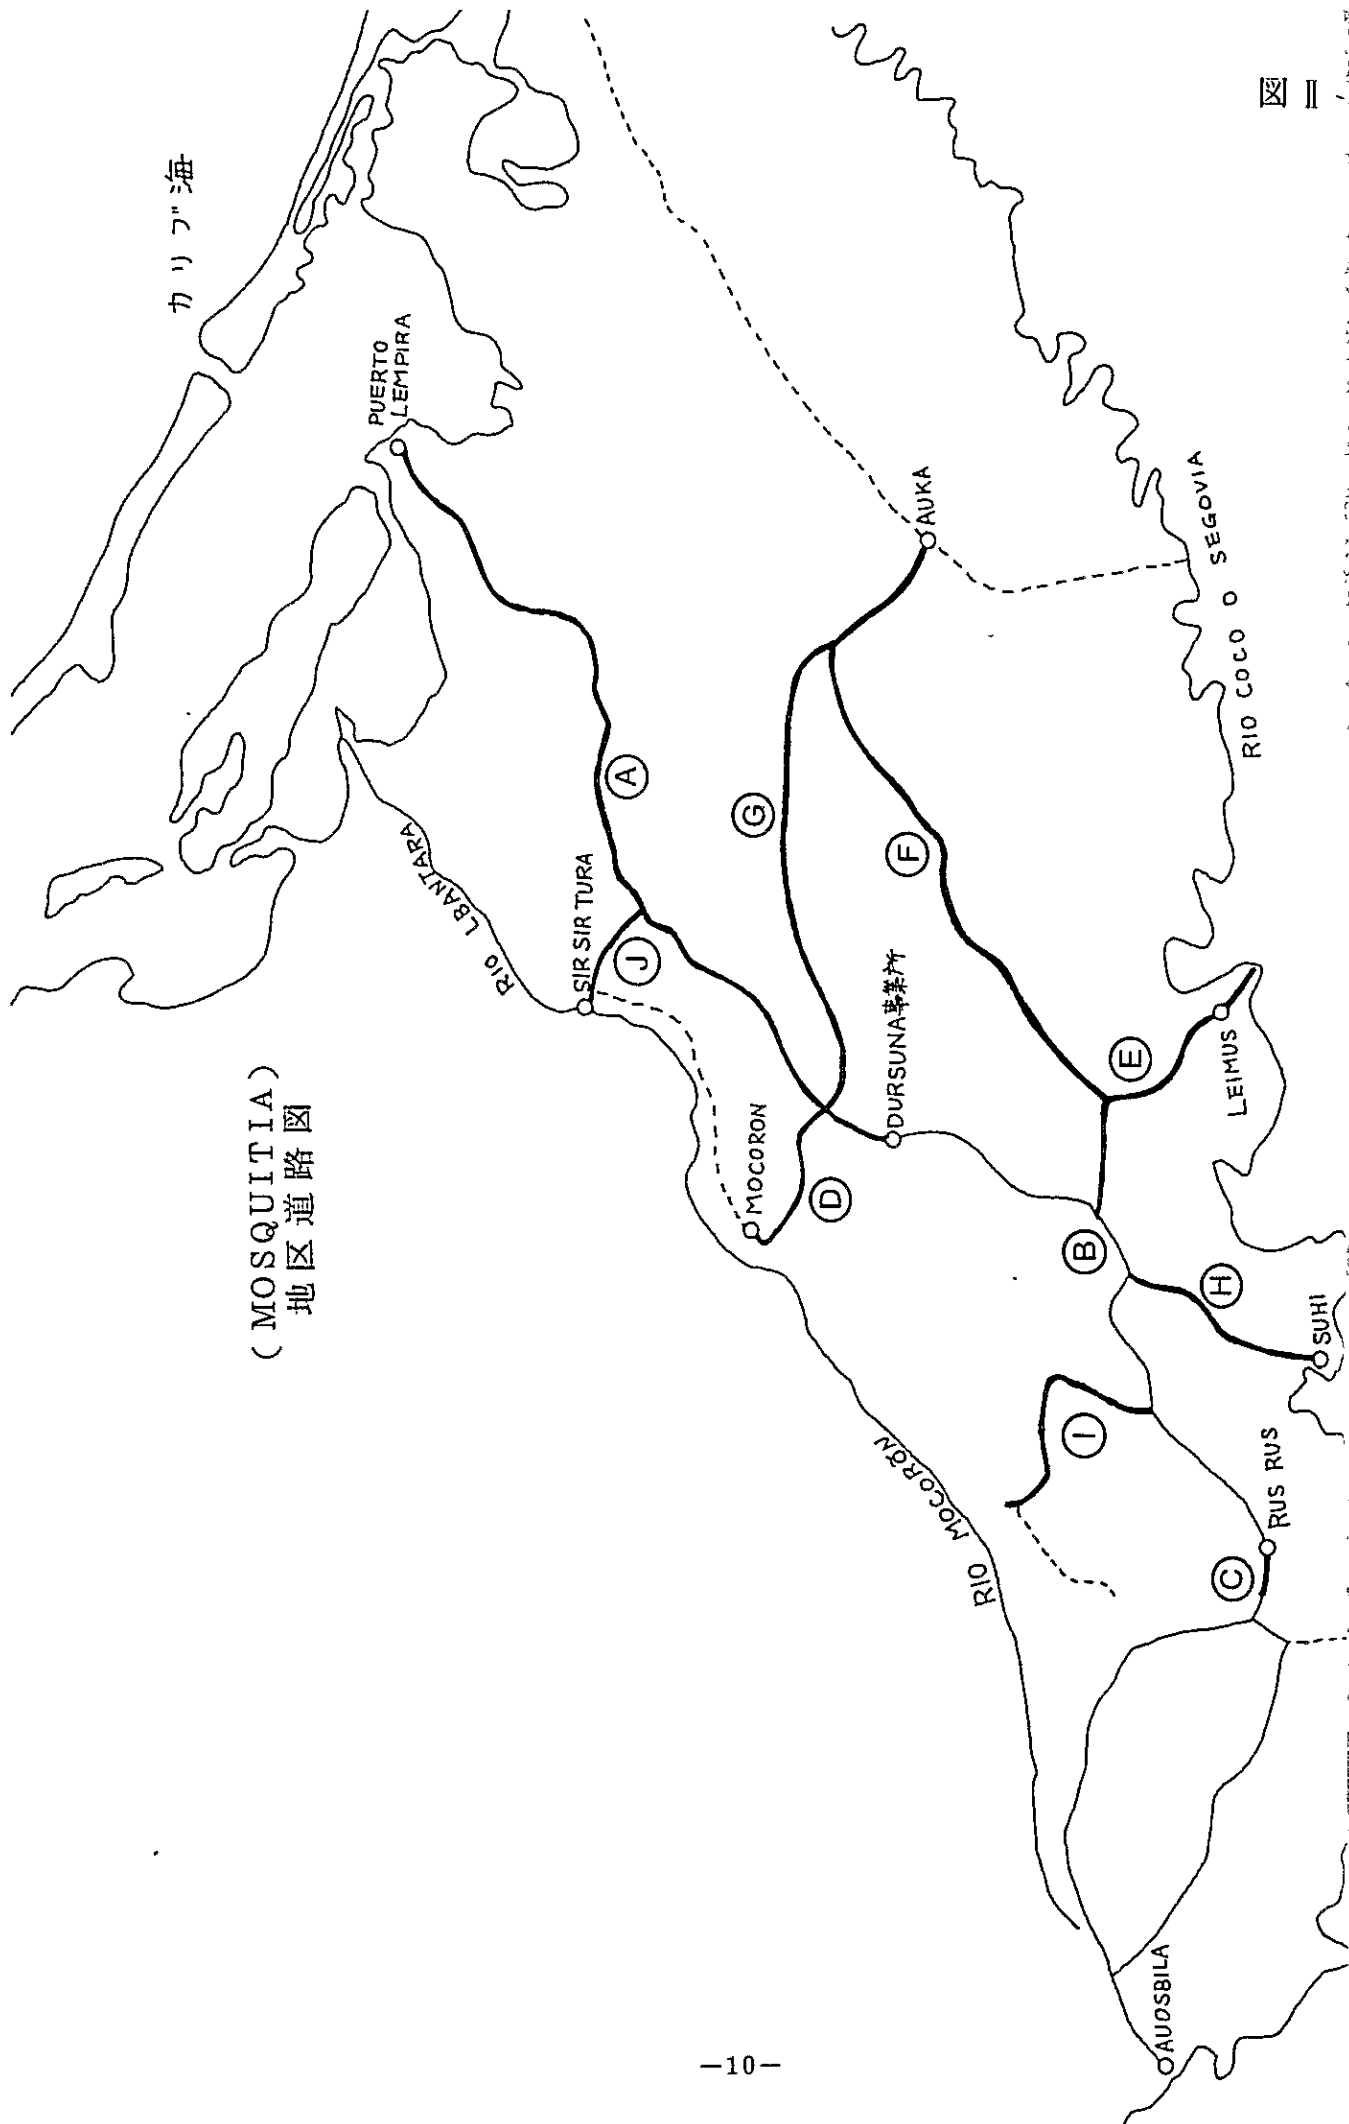 図 Ⅱ
カリブ海
(MOSQUITIA)
地区道路図
PUERTO
LEMPIRA
RIO LBANTARA
SIR SIR TURA
MOCORON
DURSUNA事業所
AUKA
RIO COCO O SEGOVIA
LEIMUS
SUHI
RUS RUS
RIO MOCORŌN
AUOSBILA
A
B
C
D
E
F
G
H
I
J
—10—